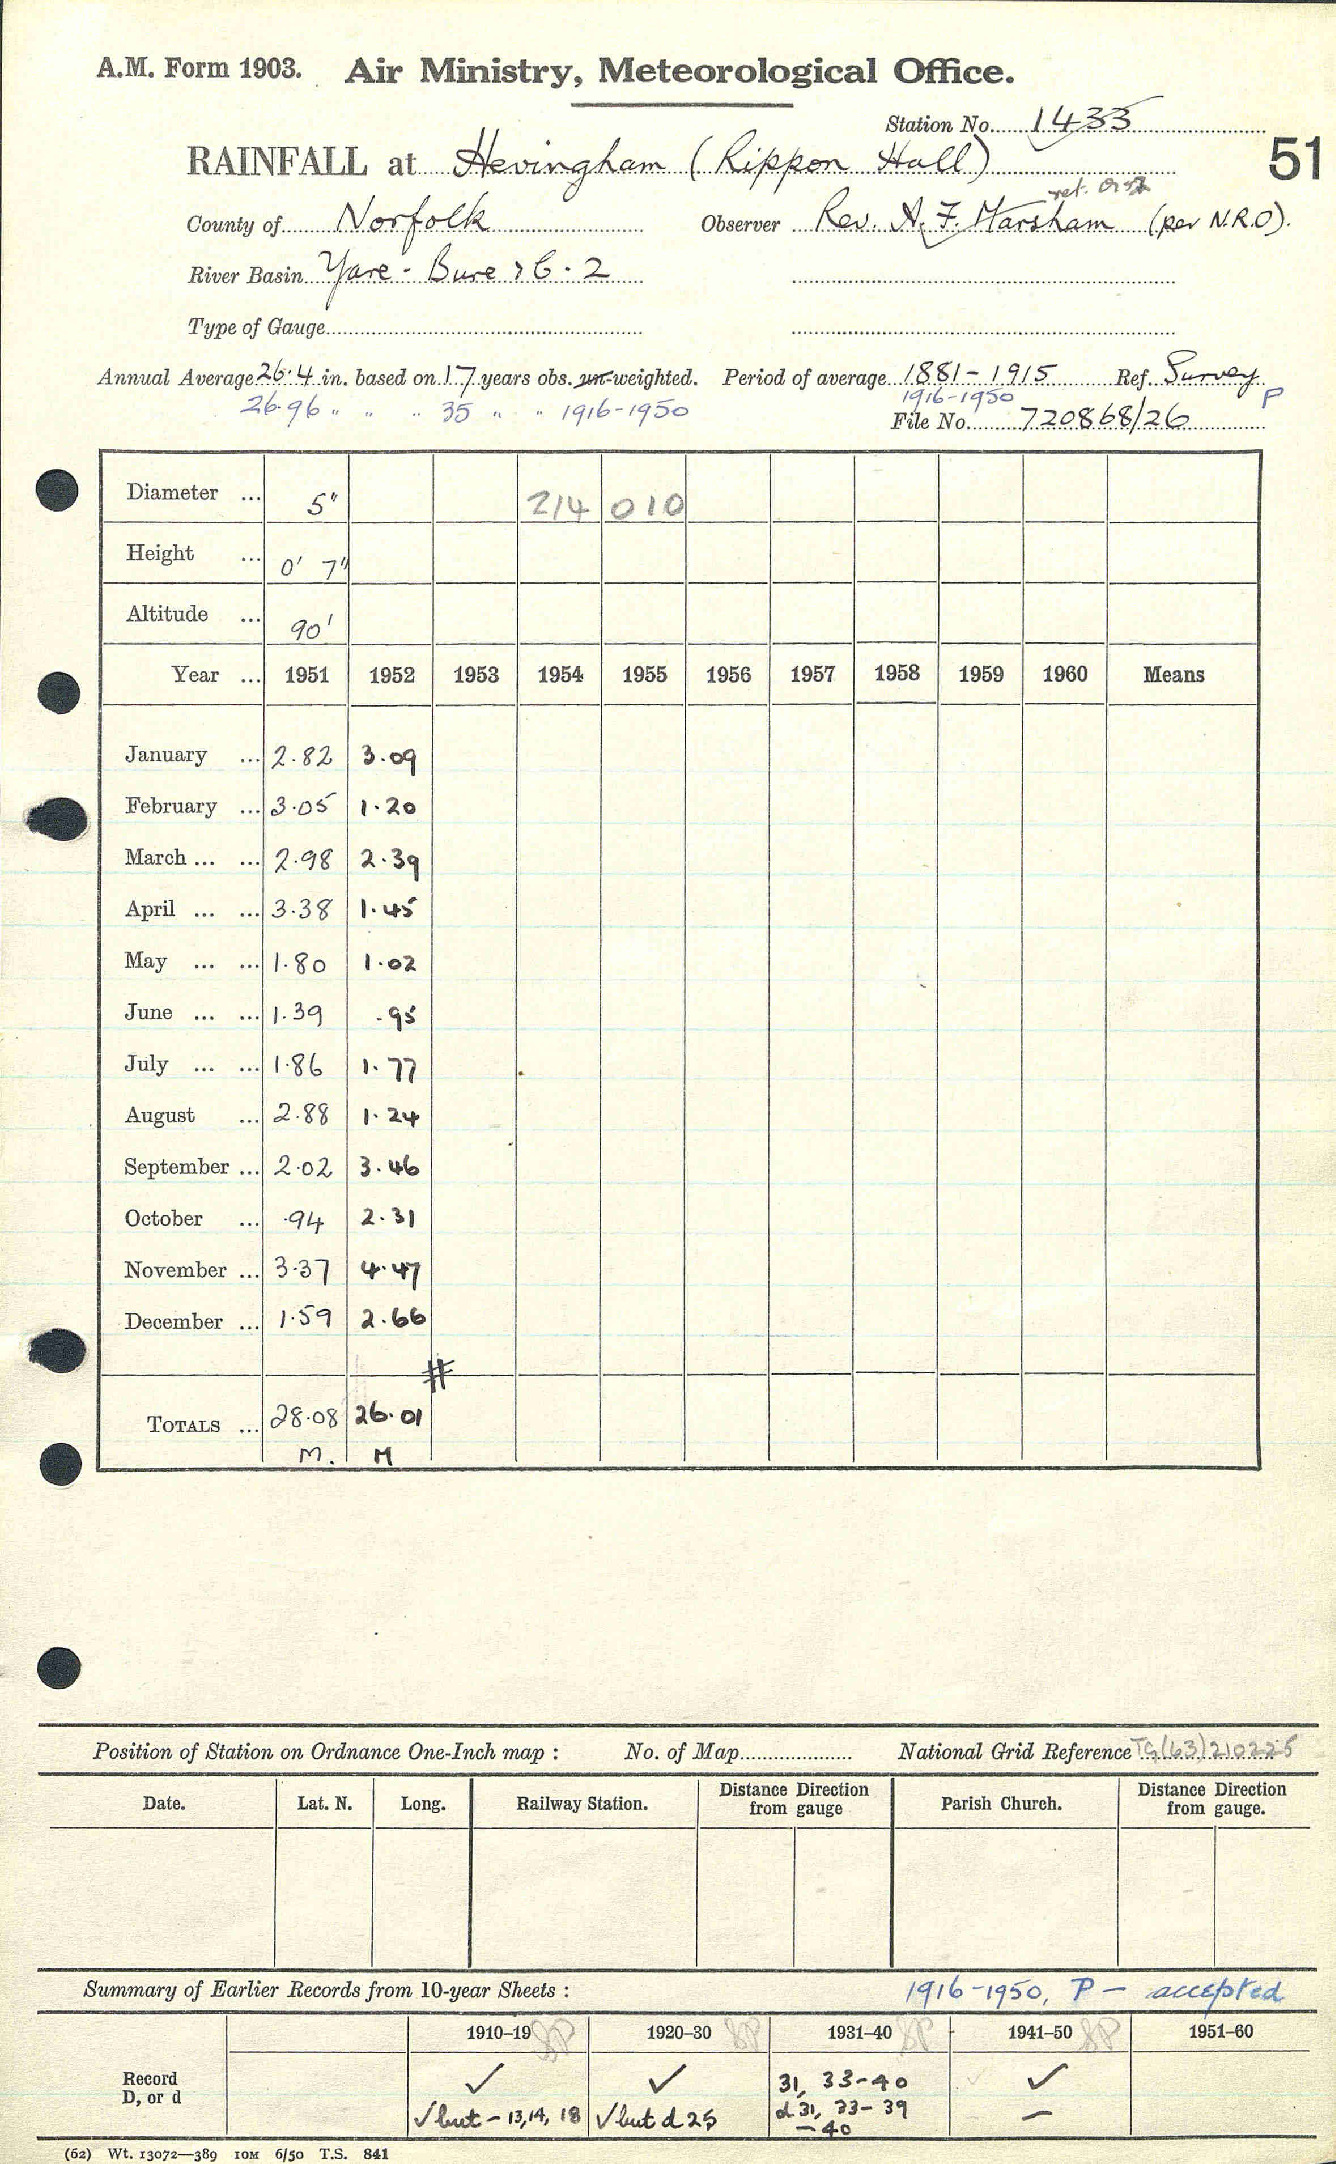 A.M. Form 1903. Air Ministry, Meteorological Office.
Station No. 1433
RAINFALL at Hevingham (Rippon Hall) 51
County of Norfolk Observer Rev. A. F. Marsham (per N.R.O).
River Basin Yare - Bure 26.2
Type of Gauge
Annual Average 26.4 in. based on 17 years obs. un-weighted. Period of average 1881-1915 Ref. Survey
26.96 " " " 35 " " 1916-1950 1916-1950 P
File No. 720868/26
Diameter ... 5" 214 010
Height ... 0' 7"
Altitude ... 90'
Year ... 1951 1952 1953 1954 1955 1956 1957 1958 1959 1960 Means
January ... 2.82 3.09
February ... 3.05 1.20
March ... ... 2.98 2.39
April ... ... 3.38 1.45
May ... ... 1.80 1.02
June ... ... 1.39 .95
July ... ... 1.86 1.77
August ... 2.88 1.24
September ... 2.02 3.46
October ... .94 2.31
November ... 3.37 4.47
December ... 1.59 2.66
#
TOTALS ... 28.08 26.01
M. M
Position of Station on Ordnance One-Inch map : No. of Map National Grid Reference TG(63)210225
Date. Lat. N. Long. Railway Station. Distance Direction from gauge Parish Church. Distance Direction from gauge.
Summary of Earlier Records from 10-year Sheets : 1916-1950, P - accepted
1910-19 1920-30 1931-40 1941-50 1951-60
Record ✓ ✓ 31, 33-40 ✓
D, or d ✓ but - 13,14, 18 ✓ but d 25 d 31, 33-39 –
- 40
(62) Wt. 13072—389 10M 6/50 T.S. 841